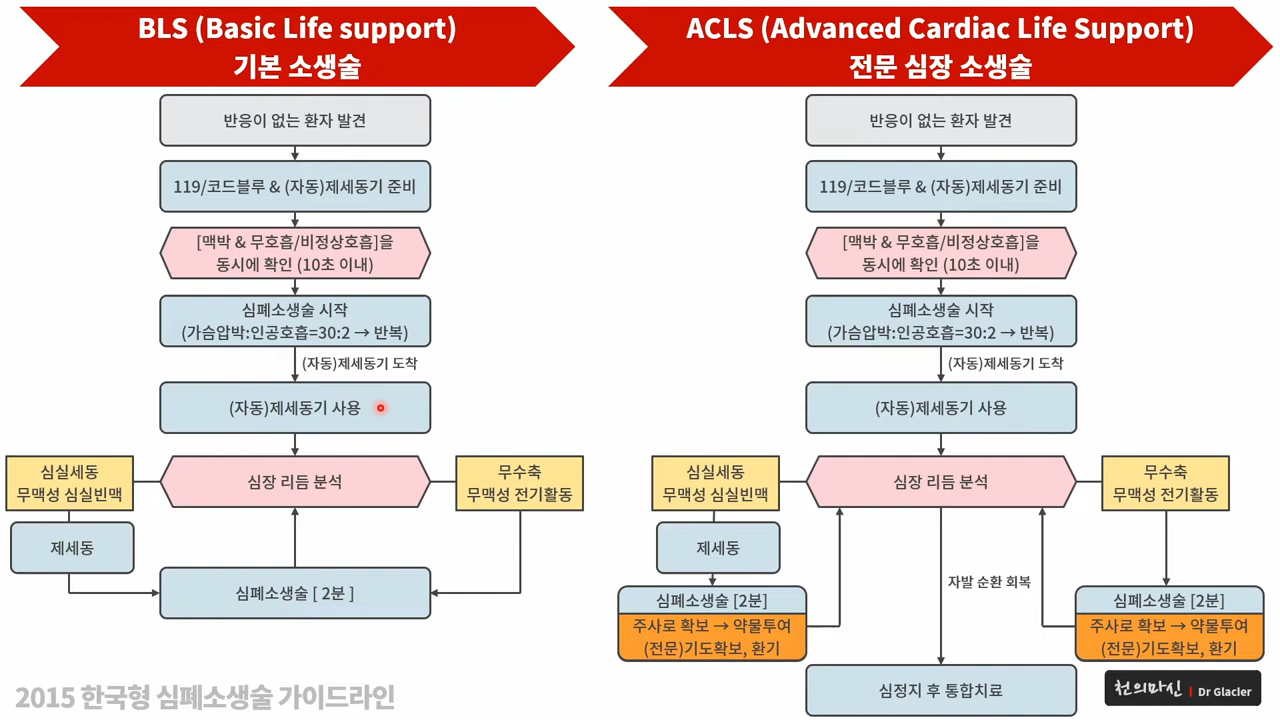 BLS (Basic Life support)
기본 소생술
반응이 없는 환자 발견
119/코드블루 & (자동)제세동기 준비
[맥박 & 무호흡/비정상호흡]을
동시에 확인 (10초 이내)
심폐소생술 시작
(가슴압박:인공호흡=30:2 → 반복)
(자동)제세동기 도착
(자동)제세동기 사용
심실세동
무맥성 심실빈맥
심장 리듬 분석
무수축
무맥성 전기활동
제세동
심폐소생술 [ 2분 ]
2015 한국형 심폐소생술 가이드라인
ACLS (Advanced Cardiac Life Support)
전문 심장 소생술
반응이 없는 환자 발견
119/코드블루 & (자동)제세동기 준비
[맥박 & 무호흡/비정상호흡]을
동시에 확인 (10초 이내)
심폐소생술 시작
(가슴압박:인공호흡=30:2 → 반복)
(자동)제세동기 도착
(자동)제세동기 사용
심실세동
무맥성 심실빈맥
심장 리듬 분석
무수축
무맥성 전기활동
제세동
자발 순환 회복
심폐소생술 [2분]
주사로 확보 → 약물투여
(전문)기도확보, 환기
심폐소생술 [2분]
주사로 확보 → 약물투여
(전문)기도확보, 환기
심정지 후 통합치료
천의마신 | Dr Glacier